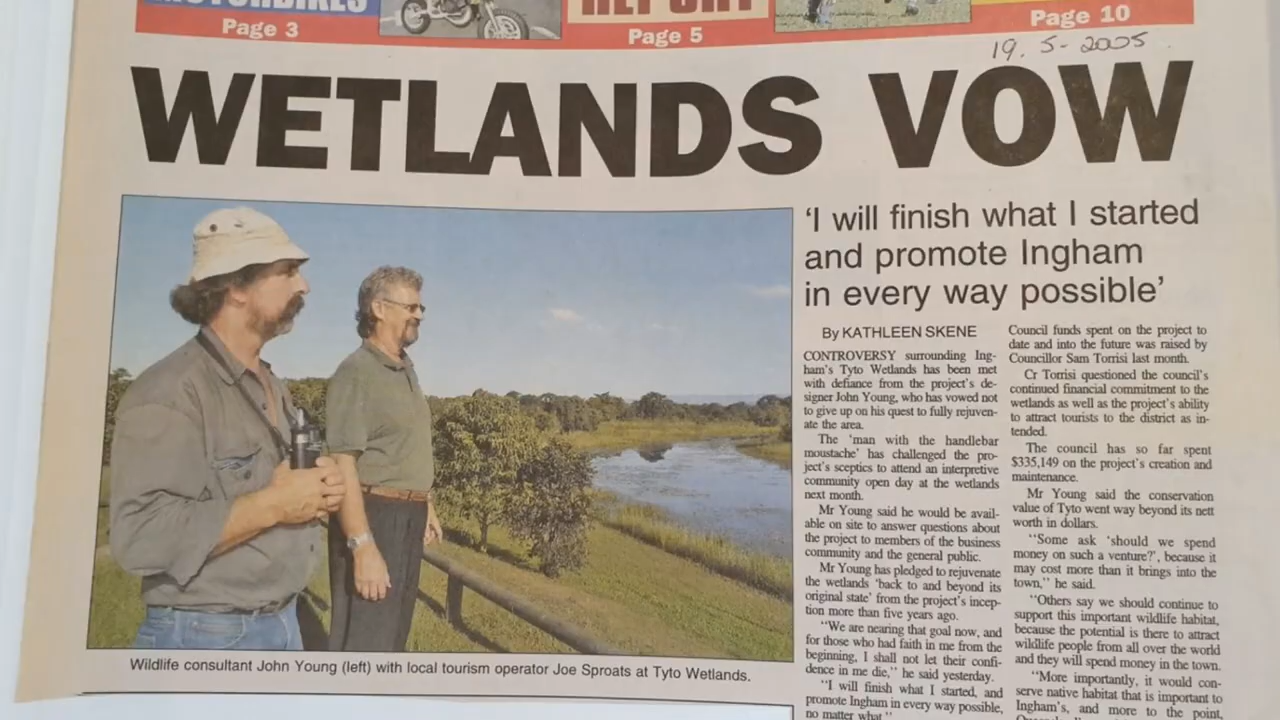 Page 3
Page 5
Page 10
19. 5- 2005
WETLANDS VOW
'I will finish what I started
and promote Ingham
in every way possible'
By KATHLEEN SKENE
CONTROVERSY surrounding Ing-
ham's Tyto Wetlands has been met
with defiance from the project's de-
signer John Young, who has vowed not
to give up on his quest to fully rejuven-
ate the area.
The 'man with the handlebar
moustache' has challenged the pro-
ject's sceptics to attend an interpretive
community open day at the wetlands
next month.
Mr Young said he would be avail-
able on site to answer questions about
the project to members of the business
community and the general public.
Mr Young has pledged to rejuvenate
the wetlands 'back to and beyond its
original state' from the project's incep-
tion more than five years ago.
"We are nearing that goal now, and
for those who had faith in me from the
beginning, I shall not let their confi-
dence in me die," he said yesterday.
"I will finish what I started, and
promote Ingham in every way possible,
no matter what."
Council funds spent on the project to
date and into the future was raised by
Councillor Sam Torrisi last month.
Cr Torrisi questioned the council's
continued financial commitment to the
wetlands as well as the project's ability
to attract tourists to the district as in-
tended.
The council has so far spent
$335,149 on the project's creation and
maintenance.
Mr Young said the conservation
value of Tyto went way beyond its nett
worth in dollars.
"Some ask 'should we spend
money on such a venture?', because it
may cost more than it brings into the
town," he said.
"Others say we should continue to
support this important wildlife habitat,
because the potential is there to attract
wildlife people from all over the world
and they will spend money in the town.
"More importantly, it would con-
serve native habitat that is important to
Ingham's, and more to the point,
Wildlife consultant John Young (left) with local tourism operator Joe Sproats at Tyto Wetlands.